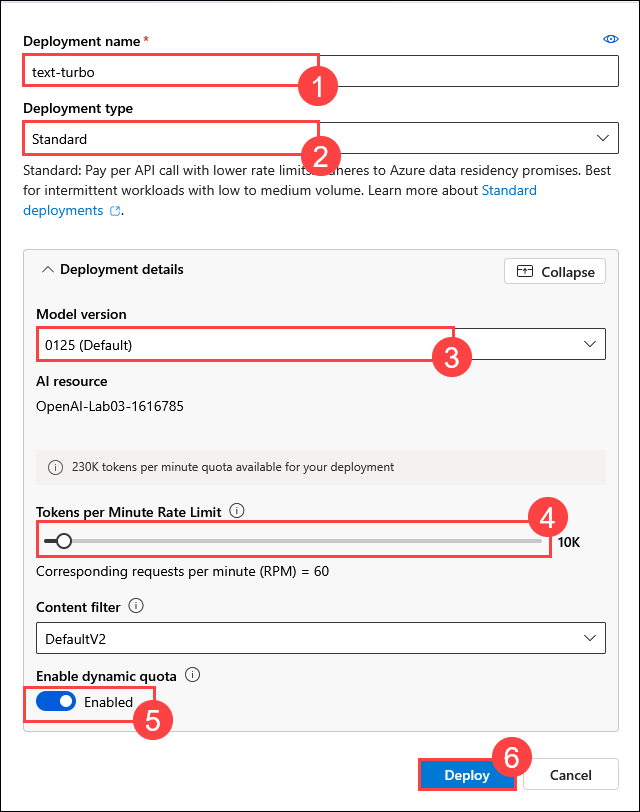 Deployment name *
text-turbo
1
Deployment type
Standard
2
Standard: Pay per API call with lower rate limits. Adheres to Azure data residency promises. Best
for intermittent workloads with low to medium volume. Learn more about Standard
deployments.
Deployment details
Collapse
Model version
0125 (Default)
3
AI resource
OpenAI-Lab03-1616785
230K tokens per minute quota available for your deployment
Tokens per Minute Rate Limit
4
10K
Corresponding requests per minute (RPM) = 60
Content filter
DefaultV2
Enable dynamic quota
Enabled
5
6
Deploy
Cancel